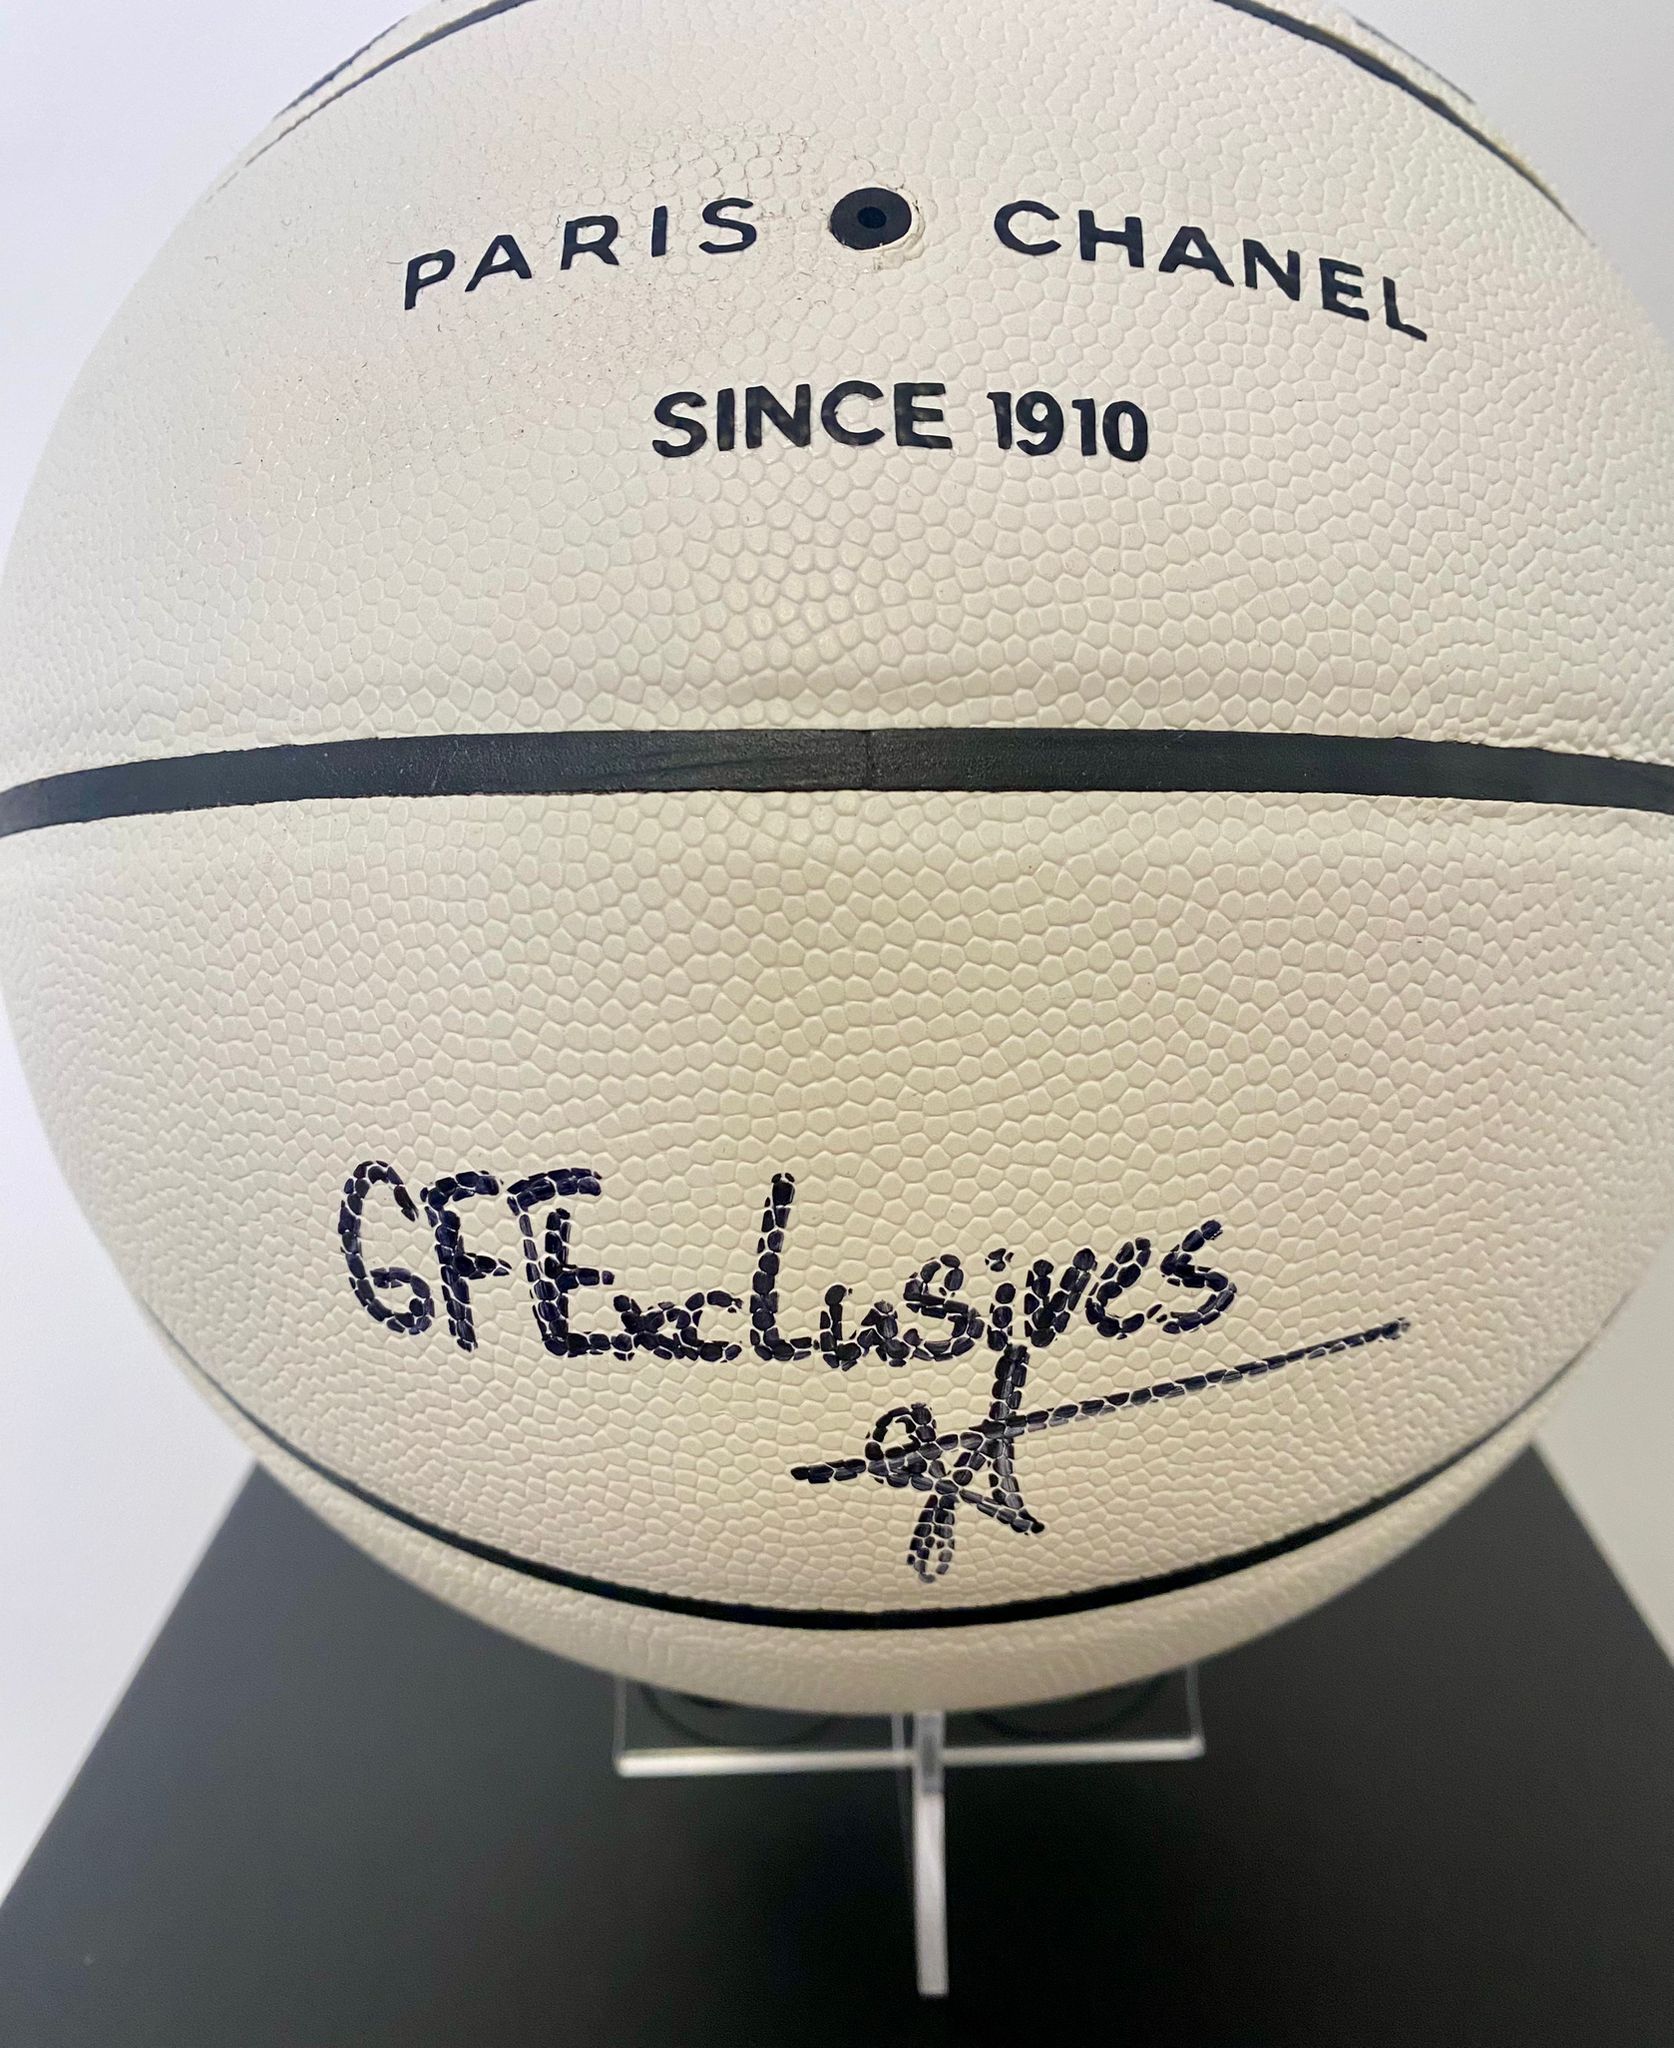 PARIS CHANEL
SINCE 1910
GFExclusives